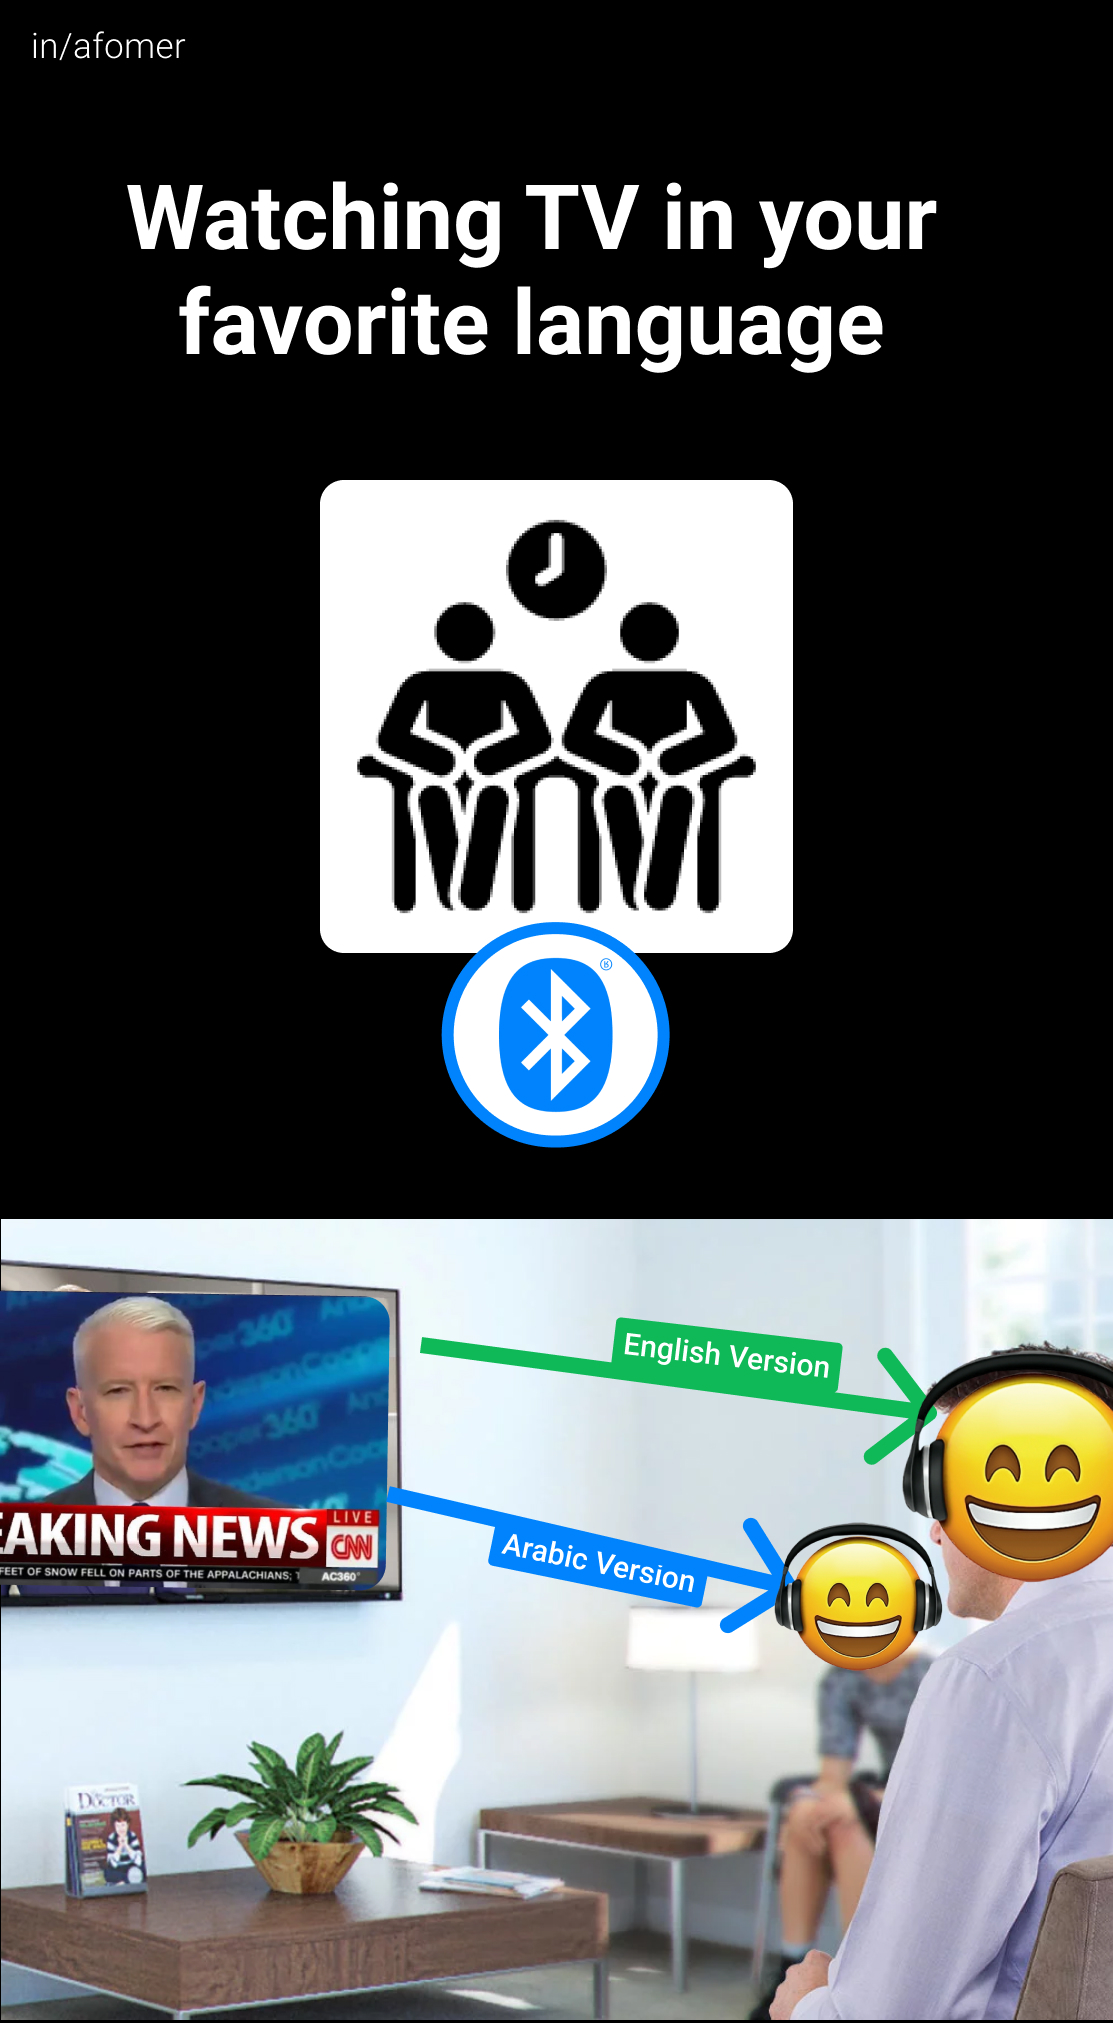 in/afomer
Watching TV in your
favorite language
®
English Version
Arabic Version
EAKING NEWS
LIVE
CNN
FEET OF SNOW FELL ON PARTS OF THE APPALACHIANS;
AC360°
DOCTOR